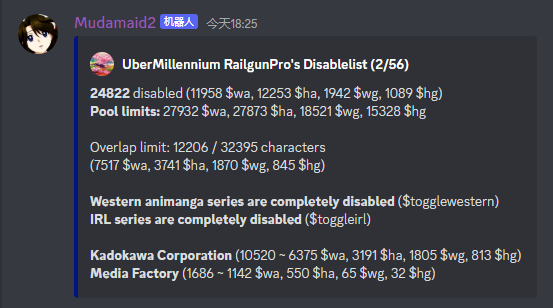 Mudamaid2 机器人 今天18:25
UberMillennium RailgunPro's Disablelist (2/56)
24822 disabled (11958 $wa, 12253 $ha, 1942 $wg, 1089 $hg)
Pool limits: 27932 $wa, 27873 $ha, 18521 $wg, 15328 $hg
Overlap limit: 12206 / 32395 characters
(7517 $wa, 3741 $ha, 1870 $wg, 845 $hg)
Western animanga series are completely disabled ($togglewestern)
IRL series are completely disabled ($toggleirl)
Kadokawa Corporation (10520 ~ 6375 $wa, 3191 $ha, 1805 $wg, 813 $hg)
Media Factory (1686 ~ 1142 $wa, 550 $ha, 65 $wg, 32 $hg)